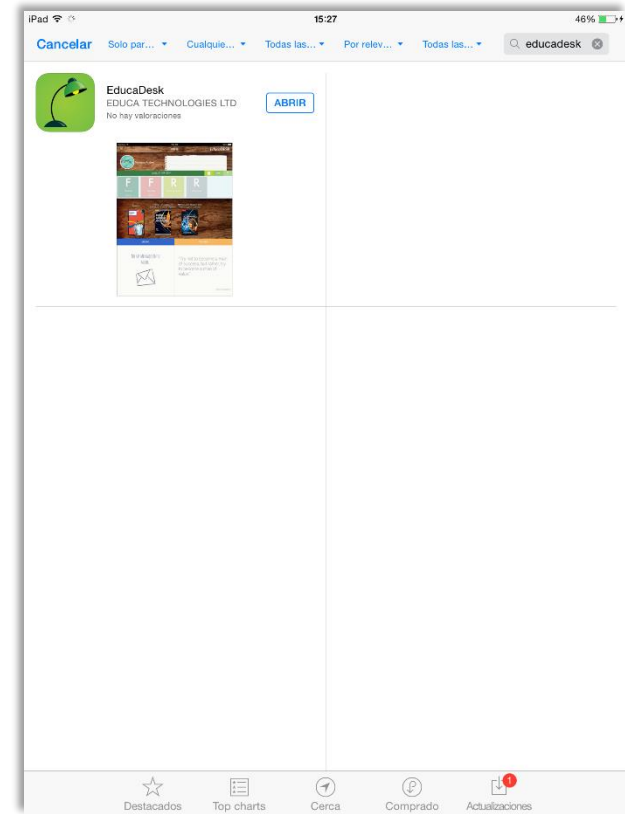 iPad 15:27 46%
Cancelar Solo par... Cualquie... Todas las... Por relev... Todas las... educadesk
EducaDesk
EDUCA TECHNOLOGIES LTD
No hay valoraciones
ABRIR
F F R R
1
Destacados Top charts Cerca Comprado Actualizaciones